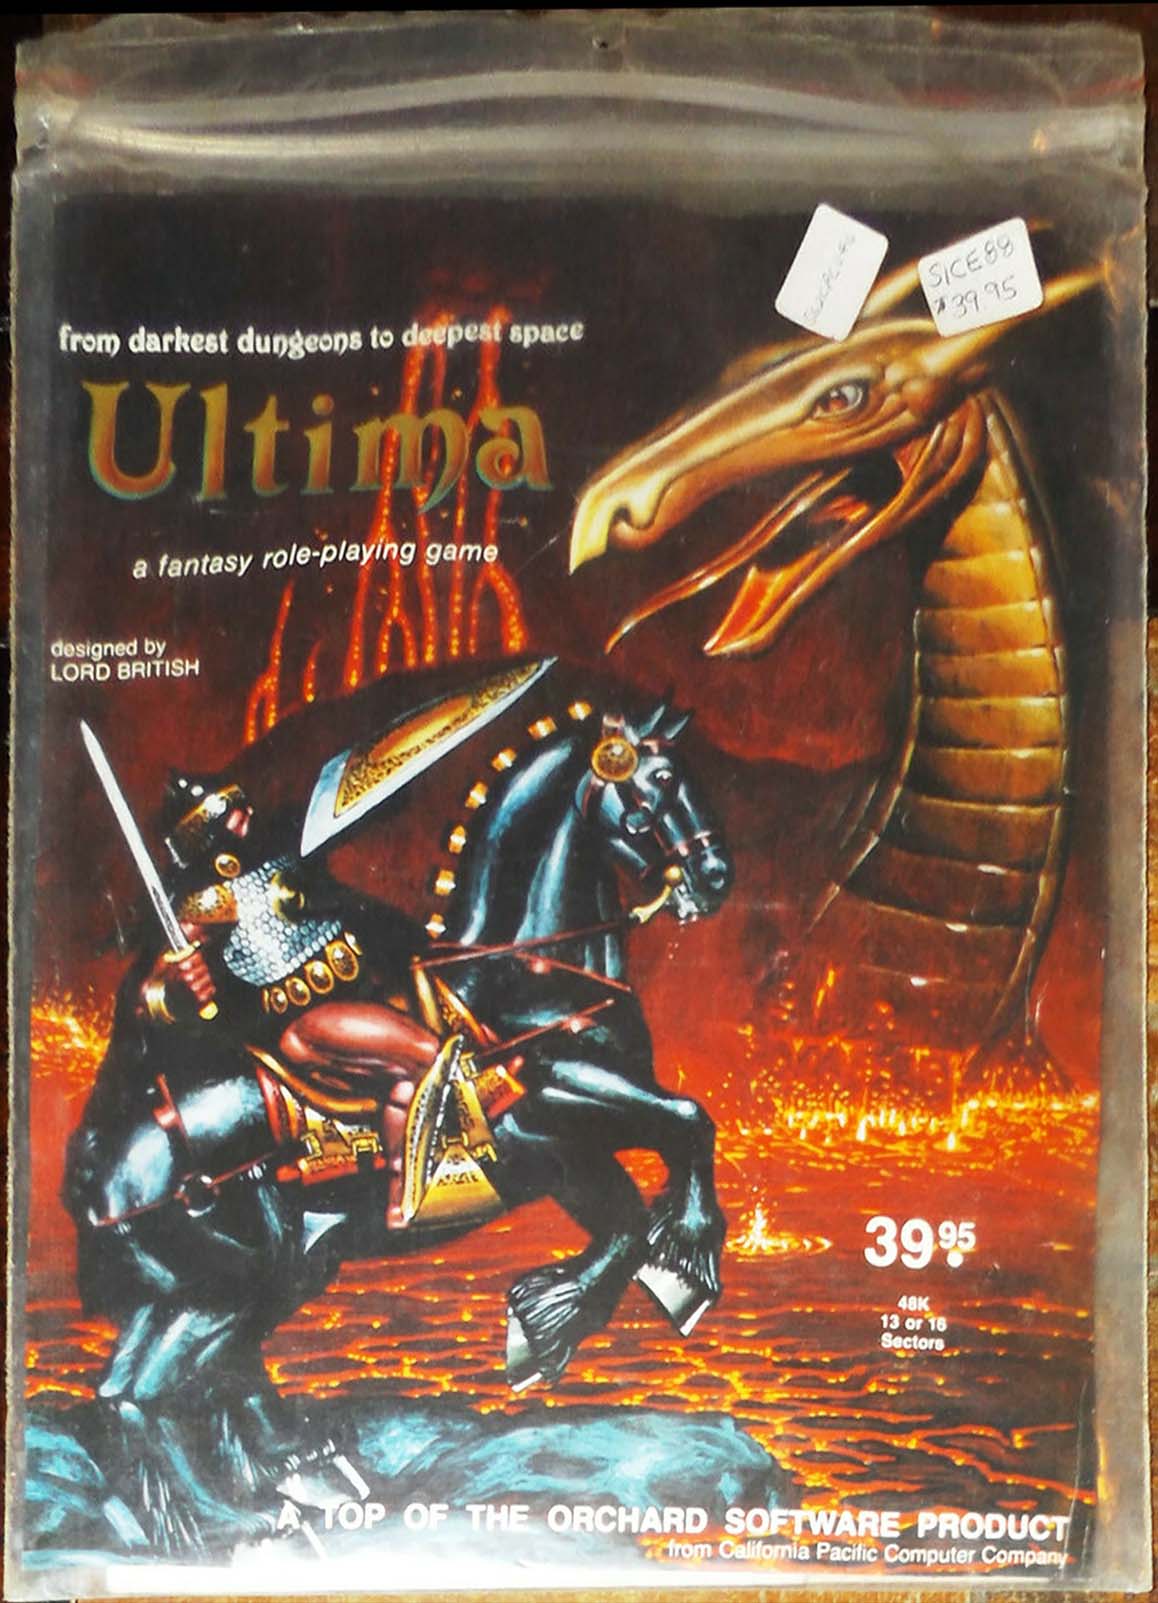 SICE88
$39.95
from darkest dungeons to deepest space
Ultima
a fantasy role-playing game
designed by
LORD BRITISH
39.95
48K
13 or 16
Sectors
A TOP OF THE ORCHARD SOFTWARE PRODUCT
from California Pacific Computer Company